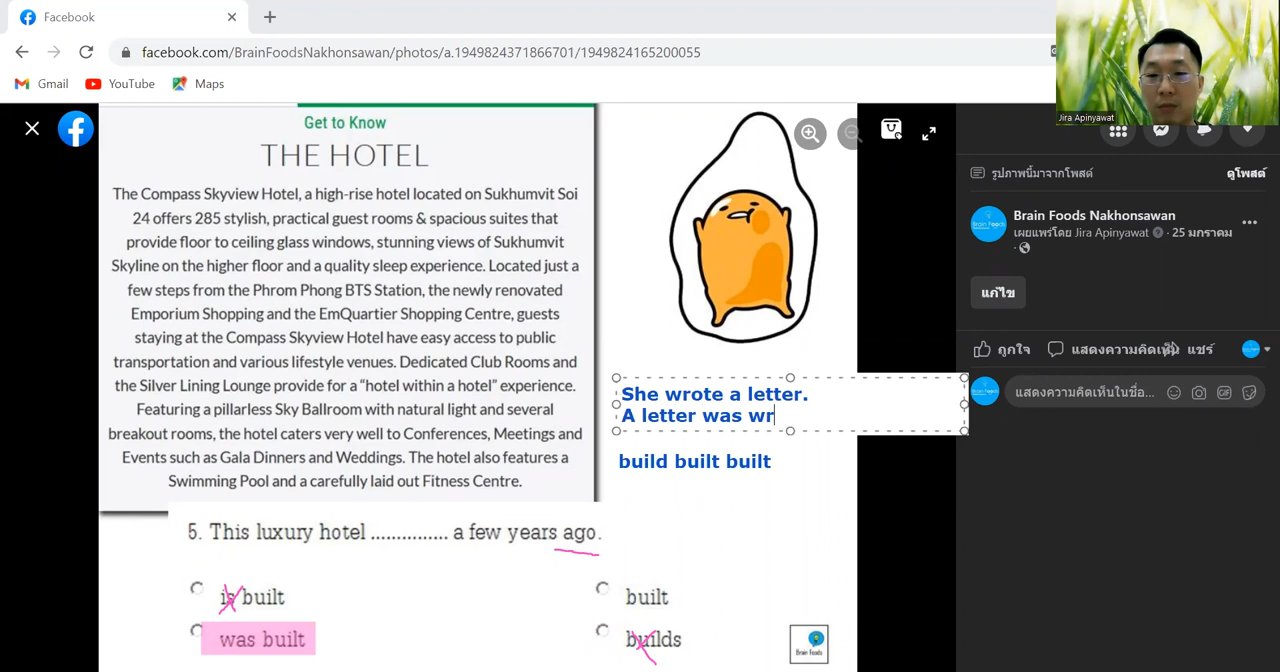 Facebook
facebook.com/BrainFoodsNakhonsawan/photos/a.1949824371866701/1949824165200055
Gmail
YouTube
Maps
Jira Apinyawat
Get to Know
THE HOTEL
The Compass Skyview Hotel, a high-rise hotel located on Sukhumvit Soi
24 offers 285 stylish, practical guest rooms & spacious suites that
provide floor to ceiling glass windows, stunning views of Sukhumvit
Skyline on the higher floor and a quality sleep experience. Located just a
few steps from the Phrom Phong BTS Station, the newly renovated
Emporium Shopping and the EmQuartier Shopping Centre, guests
staying at the Compass Skyview Hotel have easy access to public
transportation and various lifestyle venues. Dedicated Club Rooms and
the Silver Lining Lounge provide for a “hotel within a hotel” experience.
Featuring a pillarless Sky Ballroom with natural light and several
breakout rooms, the hotel caters very well to Conferences, Meetings and
Events such as Gala Dinners and Weddings. The hotel also features a
Swimming Pool and a carefully laid out Fitness Centre.
She wrote a letter.
A letter was wr
build built built
5. This luxury hotel ............... a few years ago.
is built
built
was built
builds
Brain Foods
รูปภาพนี้มาจากโพสต์
ดูโพสต์
Brain Foods Nakhonsawan
เผยแพร่โดย Jira Apinyawat · 25 มกราคม
·
แก้ไข
ถูกใจ
แสดงความคิดเห็น
แชร์
แสดงความคิดเห็นในชื่อ...